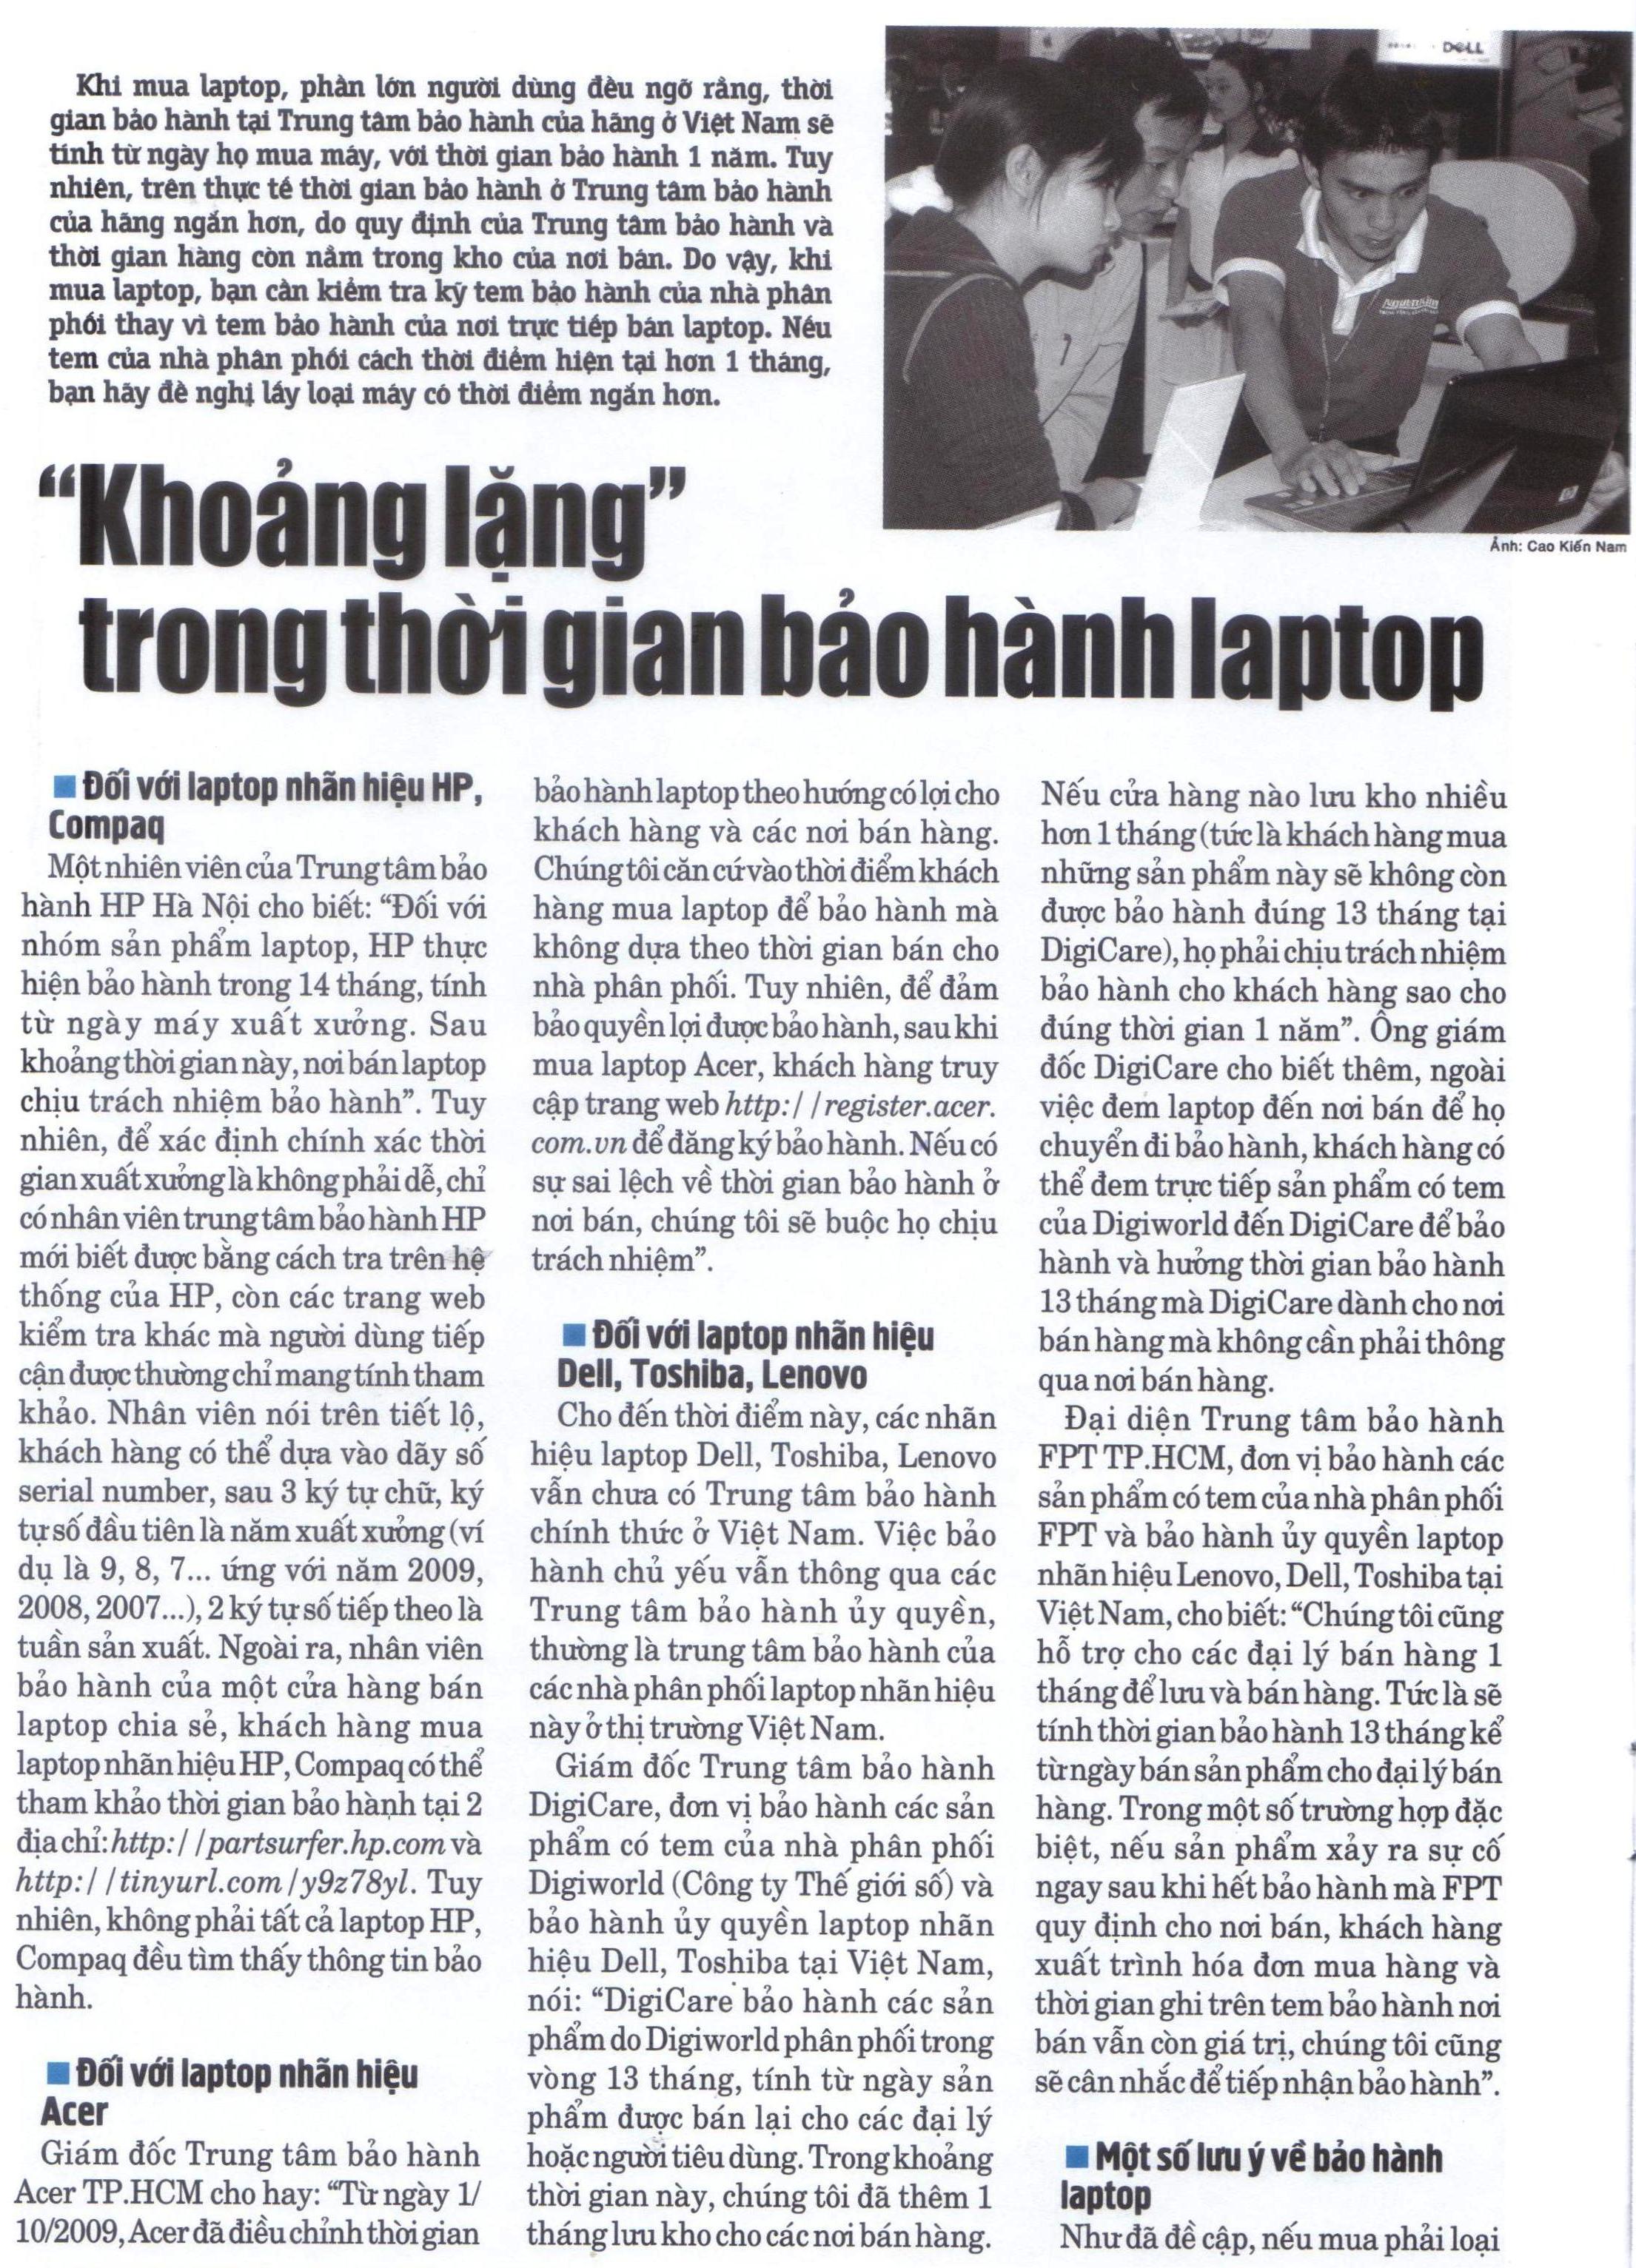 Khi mua laptop, phần lớn người dùng đều ngỡ rằng, thời
gian bảo hành tại Trung tâm bảo hành của hãng ở Việt Nam sẽ
tính từ ngày họ mua máy, với thời gian bảo hành 1 năm. Tuy
nhiên, trên thực tế thời gian bảo hành ở Trung tâm bảo hành
của hãng ngắn hơn, do quy định của Trung tâm bảo hành và
thời gian hàng còn nằm trong kho của nơi bán. Do vậy, khi
mua laptop, bạn cần kiểm tra kỹ tem bảo hành của nhà phân
phối thay vì tem bảo hành của nơi trực tiếp bán laptop. Nếu
tem của nhà phân phối cách thời điểm hiện tại hơn 1 tháng,
bạn hãy đề nghị lấy loại máy có thời điểm ngắn hơn.
DELL
Ảnh: Cao Kiến Nam
“Khoảng lặng”
trong thời gian bảo hành laptop
Đối với laptop nhãn hiệu HP,
Compaq
Một nhiên viên của Trung tâm bảo
hành HP Hà Nội cho biết: “Đối với
nhóm sản phẩm laptop, HP thực
hiện bảo hành trong 14 tháng, tính
từ ngày máy xuất xưởng. Sau
khoảng thời gian này, nơi bán laptop
chịu trách nhiệm bảo hành”. Tuy
nhiên, để xác định chính xác thời
gian xuất xưởng là không phải dễ, chỉ
có nhân viên trung tâm bảo hành HP
mới biết được bằng cách tra trên hệ
thống của HP, còn các trang web
kiểm tra khác mà người dùng tiếp
cận được thường chỉ mang tính tham
khảo. Nhân viên nói trên tiết lộ,
khách hàng có thể dựa vào dãy số
serial number, sau 3 ký tự chữ, ký
tự số đầu tiên là năm xuất xưởng (ví
dụ là 9, 8, 7... ứng với năm 2009,
2008, 2007...), 2 ký tự số tiếp theo là
tuần sản xuất. Ngoài ra, nhân viên
bảo hành của một cửa hàng bán
laptop chia sẻ, khách hàng mua
laptop nhãn hiệu HP, Compaq có thể
tham khảo thời gian bảo hành tại 2
địa chỉ: http://partsurfer.hp.com và
http://tinyurl.com/y9z78yl. Tuy
nhiên, không phải tất cả laptop HP,
Compaq đều tìm thấy thông tin bảo
hành.
Đối với laptop nhãn hiệu
Acer
Giám đốc Trung tâm bảo hành
Acer TP.HCM cho hay: “Từ ngày 1/
10/2009, Acer đã điều chỉnh thời gian
bảo hành laptop theo hướng có lợi cho
khách hàng và các nơi bán hàng.
Chúng tôi căn cứ vào thời điểm khách
hàng mua laptop để bảo hành mà
không dựa theo thời gian bán cho
nhà phân phối. Tuy nhiên, để đảm
bảo quyền lợi được bảo hành, sau khi
mua laptop Acer, khách hàng truy
cập trang web http://register.acer.
com.vn để đăng ký bảo hành. Nếu có
sự sai lệch về thời gian bảo hành ở
nơi bán, chúng tôi sẽ buộc họ chịu
trách nhiệm”.
Đối với laptop nhãn hiệu
Dell, Toshiba, Lenovo
Cho đến thời điểm này, các nhãn
hiệu laptop Dell, Toshiba, Lenovo
vẫn chưa có Trung tâm bảo hành
chính thức ở Việt Nam. Việc bảo
hành chủ yếu vẫn thông qua các
Trung tâm bảo hành ủy quyền,
thường là trung tâm bảo hành của
các nhà phân phối laptop nhãn hiệu
này ở thị trường Việt Nam.
Giám đốc Trung tâm bảo hành
DigiCare, đơn vị bảo hành các sản
phẩm có tem của nhà phân phối
Digiworld (Công ty Thế giới số) và
bảo hành ủy quyền laptop nhãn
hiệu Dell, Toshiba tại Việt Nam,
nói: “DigiCare bảo hành các sản
phẩm do Digiworld phân phối trong
vòng 13 tháng, tính từ ngày sản
phẩm được bán lại cho các đại lý
hoặc người tiêu dùng. Trong khoảng
thời gian này, chúng tôi đã thêm 1
tháng lưu kho cho các nơi bán hàng.
Nếu cửa hàng nào lưu kho nhiều
hơn 1 tháng (tức là khách hàng mua
những sản phẩm này sẽ không còn
được bảo hành đúng 13 tháng tại
DigiCare), họ phải chịu trách nhiệm
bảo hành cho khách hàng sao cho
đúng thời gian 1 năm”. Ông giám
đốc DigiCare cho biết thêm, ngoài
việc đem laptop đến nơi bán để họ
chuyển đi bảo hành, khách hàng có
thể đem trực tiếp sản phẩm có tem
của Digiworld đến DigiCare để bảo
hành và hưởng thời gian bảo hành
13 tháng mà DigiCare dành cho nơi
bán hàng mà không cần phải thông
qua nơi bán hàng.
Đại diện Trung tâm bảo hành
FPT TP.HCM, đơn vị bảo hành các
sản phẩm có tem của nhà phân phối
FPT và bảo hành ủy quyền laptop
nhãn hiệu Lenovo, Dell, Toshiba tại
Việt Nam, cho biết: “Chúng tôi cũng
hỗ trợ cho các đại lý bán hàng 1
tháng để lưu và bán hàng. Tức là sẽ
tính thời gian bảo hành 13 tháng kể
từ ngày bán sản phẩm cho đại lý bán
hàng. Trong một số trường hợp đặc
biệt, nếu sản phẩm xảy ra sự cố
ngay sau khi hết bảo hành mà FPT
quy định cho nơi bán, khách hàng
xuất trình hóa đơn mua hàng và
thời gian ghi trên tem bảo hành nơi
bán vẫn còn giá trị, chúng tôi cũng
sẽ cân nhắc để tiếp nhận bảo hành”.
Một số lưu ý về bảo hành
laptop
Như đã đề cập, nếu mua phải loại